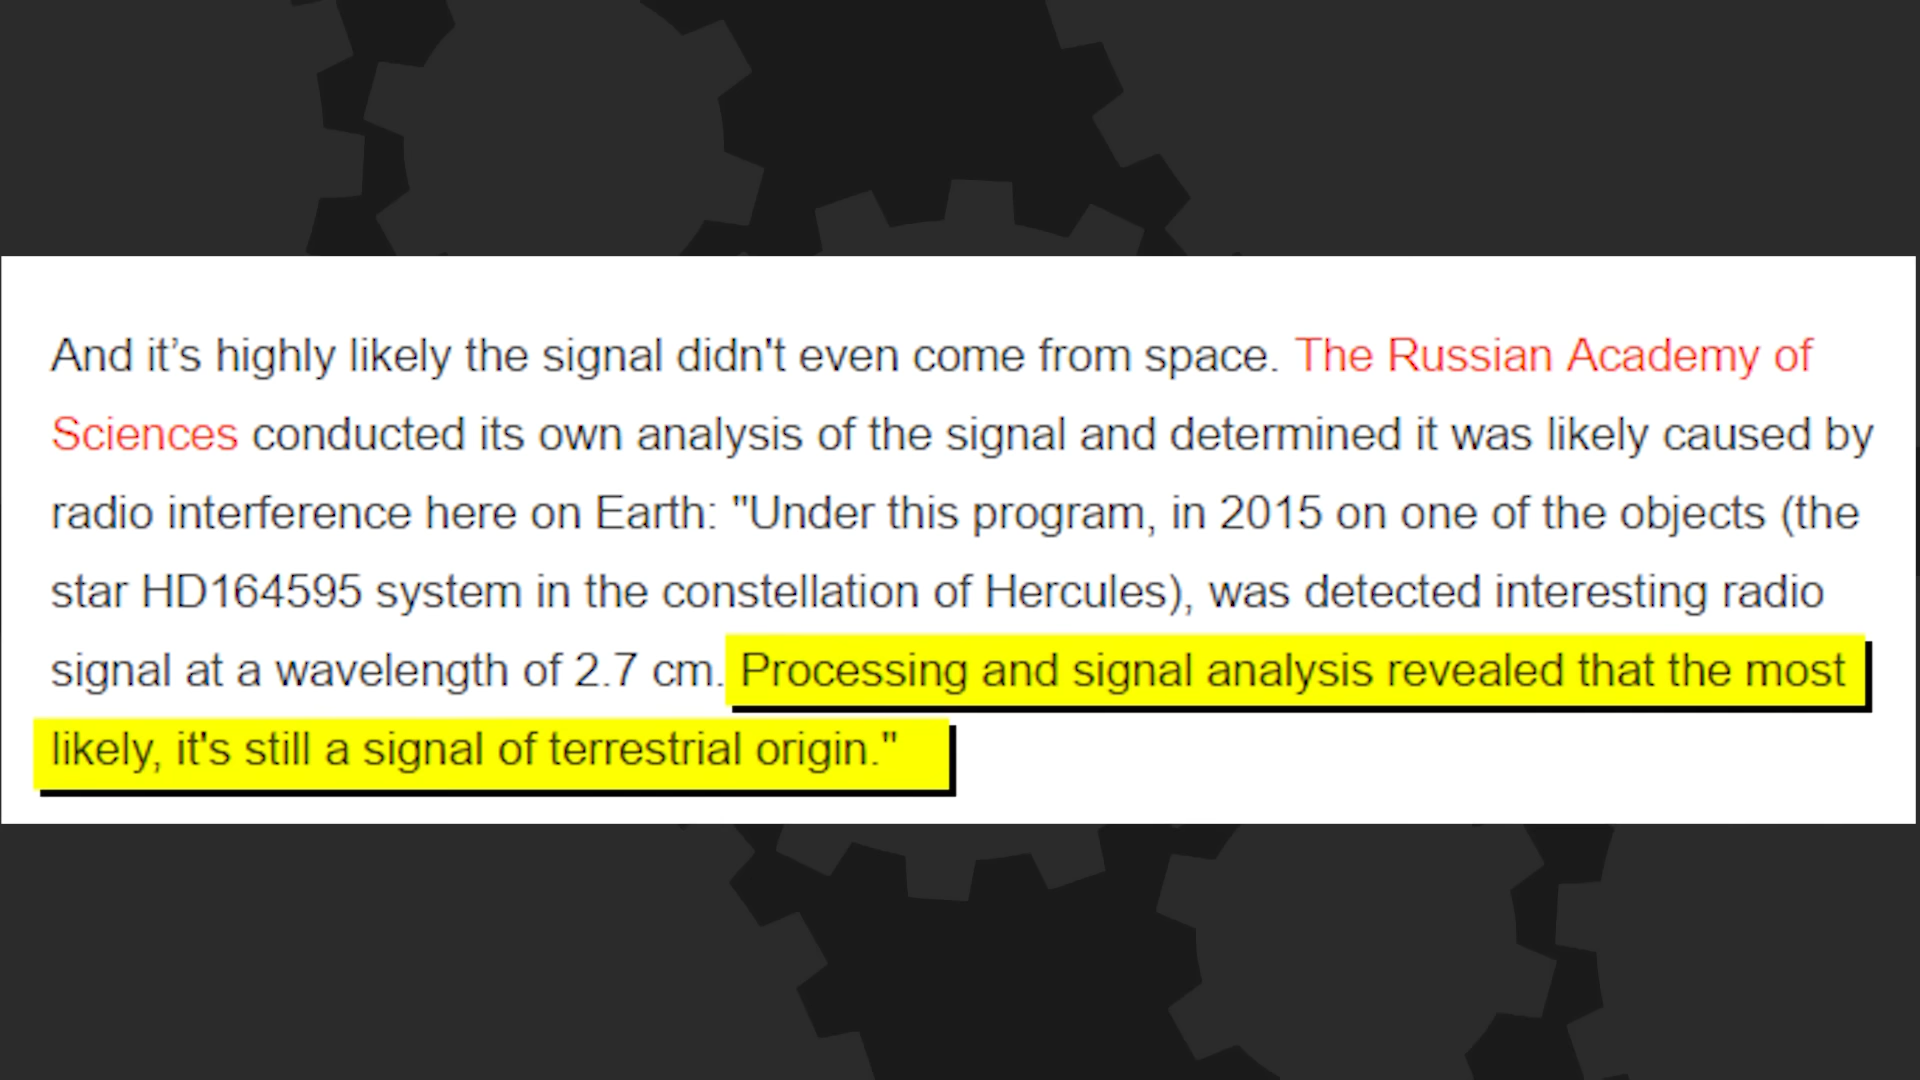 And it’s highly likely the signal didn't even come from space. The Russian Academy of
Sciences conducted its own analysis of the signal and determined it was likely caused by
radio interference here on Earth: "Under this program, in 2015 on one of the objects (the
star HD164595 system in the constellation of Hercules), was detected interesting radio
signal at a wavelength of 2.7 cm. Processing and signal analysis revealed that the most
likely, it's still a signal of terrestrial origin."